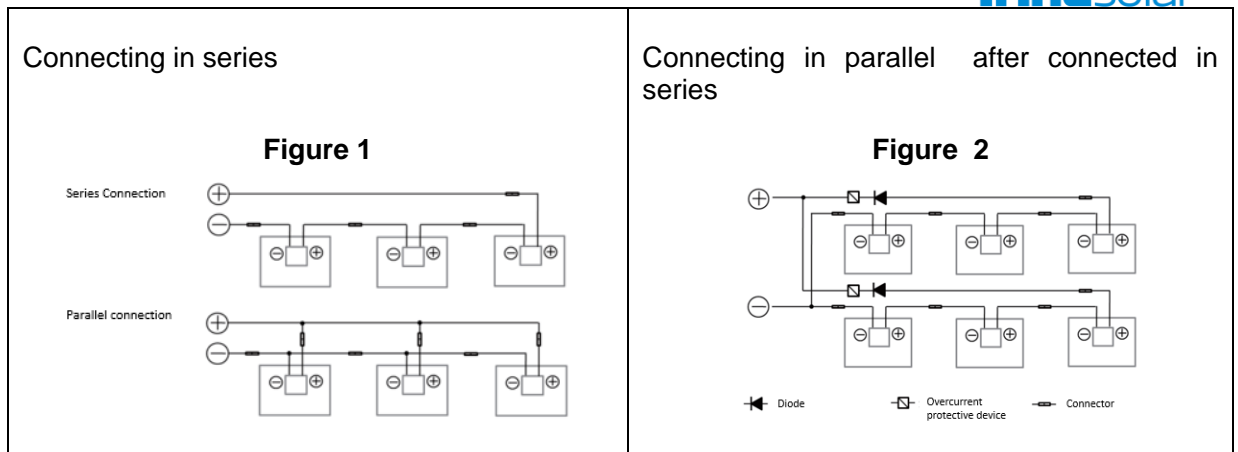 Connecting in series
Figure 1
Series Connection
Parallel connection
Connecting in parallel after connected in
series
Figure 2
Diode
Overcurrent
protective device
Connector